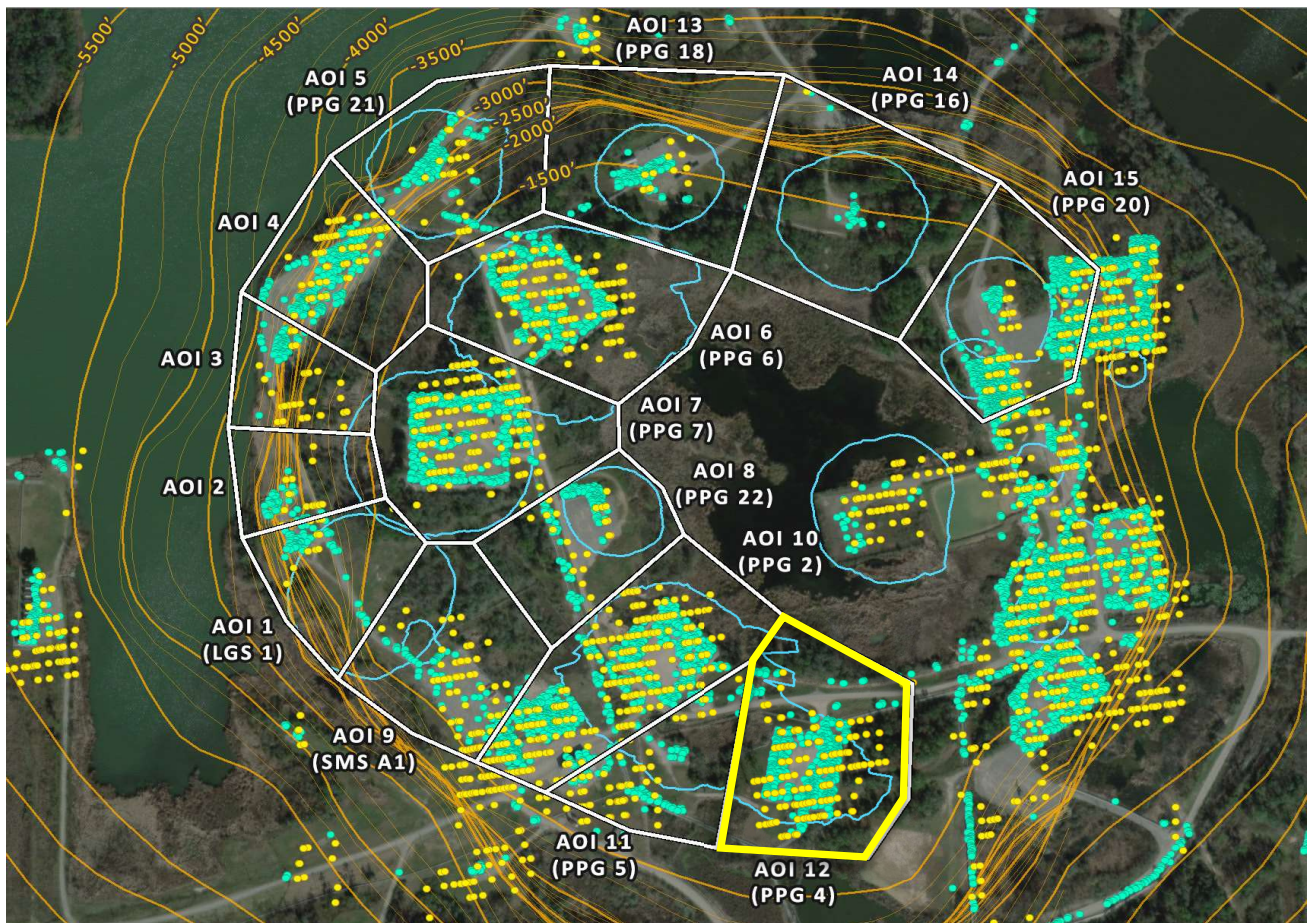 -5500'
-5000'
-4500'
-4000'
-3500'
-3000'
-2500'
-2000'
-1500'
AOI 13
(PPG 18)
AOI 5
(PPG 21)
AOI 14
(PPG 16)
AOI 15
(PPG 20)
AOI 4
AOI 3
AOI 6
(PPG 6)
AOI 7
(PPG 7)
AOI 2
AOI 8
(PPG 22)
AOI 10
(PPG 2)
AOI 1
(LGS 1)
AOI 9
(SMS A1)
AOI 11
(PPG 5)
AOI 12
(PPG 4)